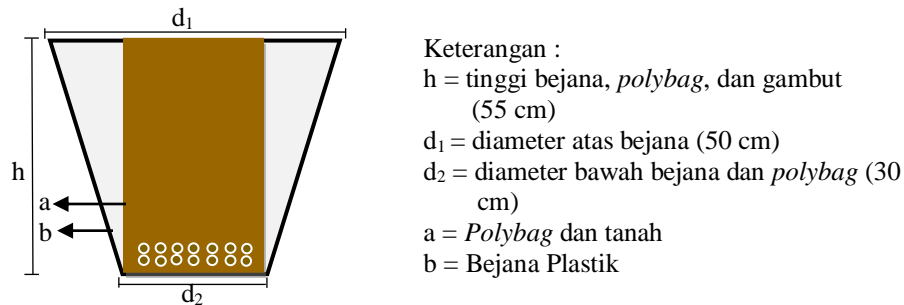 d₁
h
a
b
d₂
Keterangan :
h = tinggi bejana, polybag, dan gambut
(55 cm)
d₁ = diameter atas bejana (50 cm)
d₂ = diameter bawah bejana dan polybag (30
cm)
a = Polybag dan tanah
b = Bejana Plastik